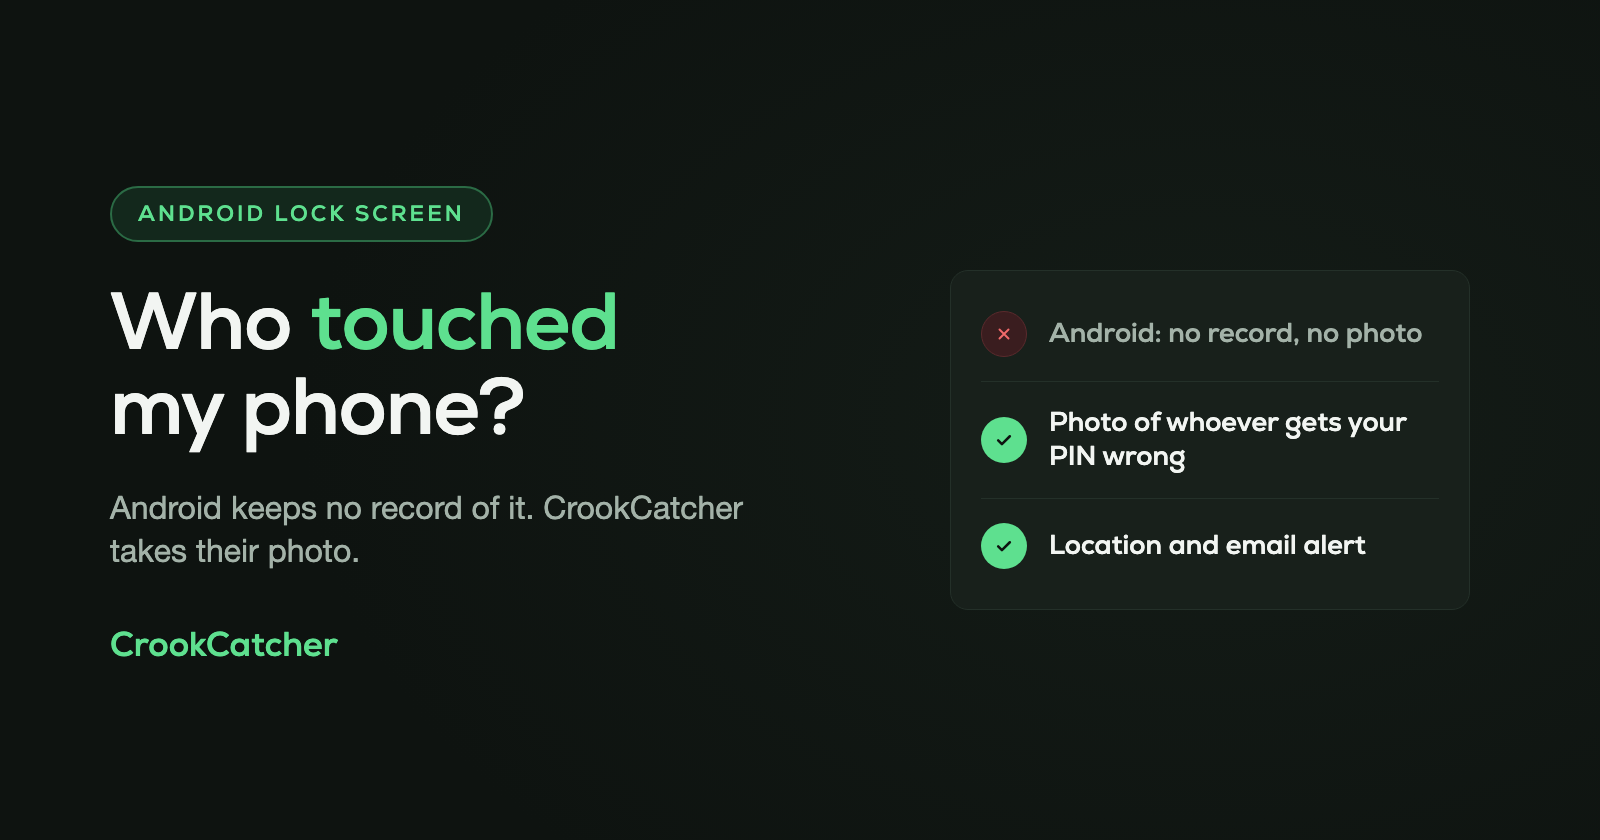 ANDROID LOCK SCREEN
Who touched
my phone?
Android keeps no record of it. CrookCatcher
takes their photo.
CrookCatcher
Android: no record, no photo
Photo of whoever gets your
PIN wrong
Location and email alert